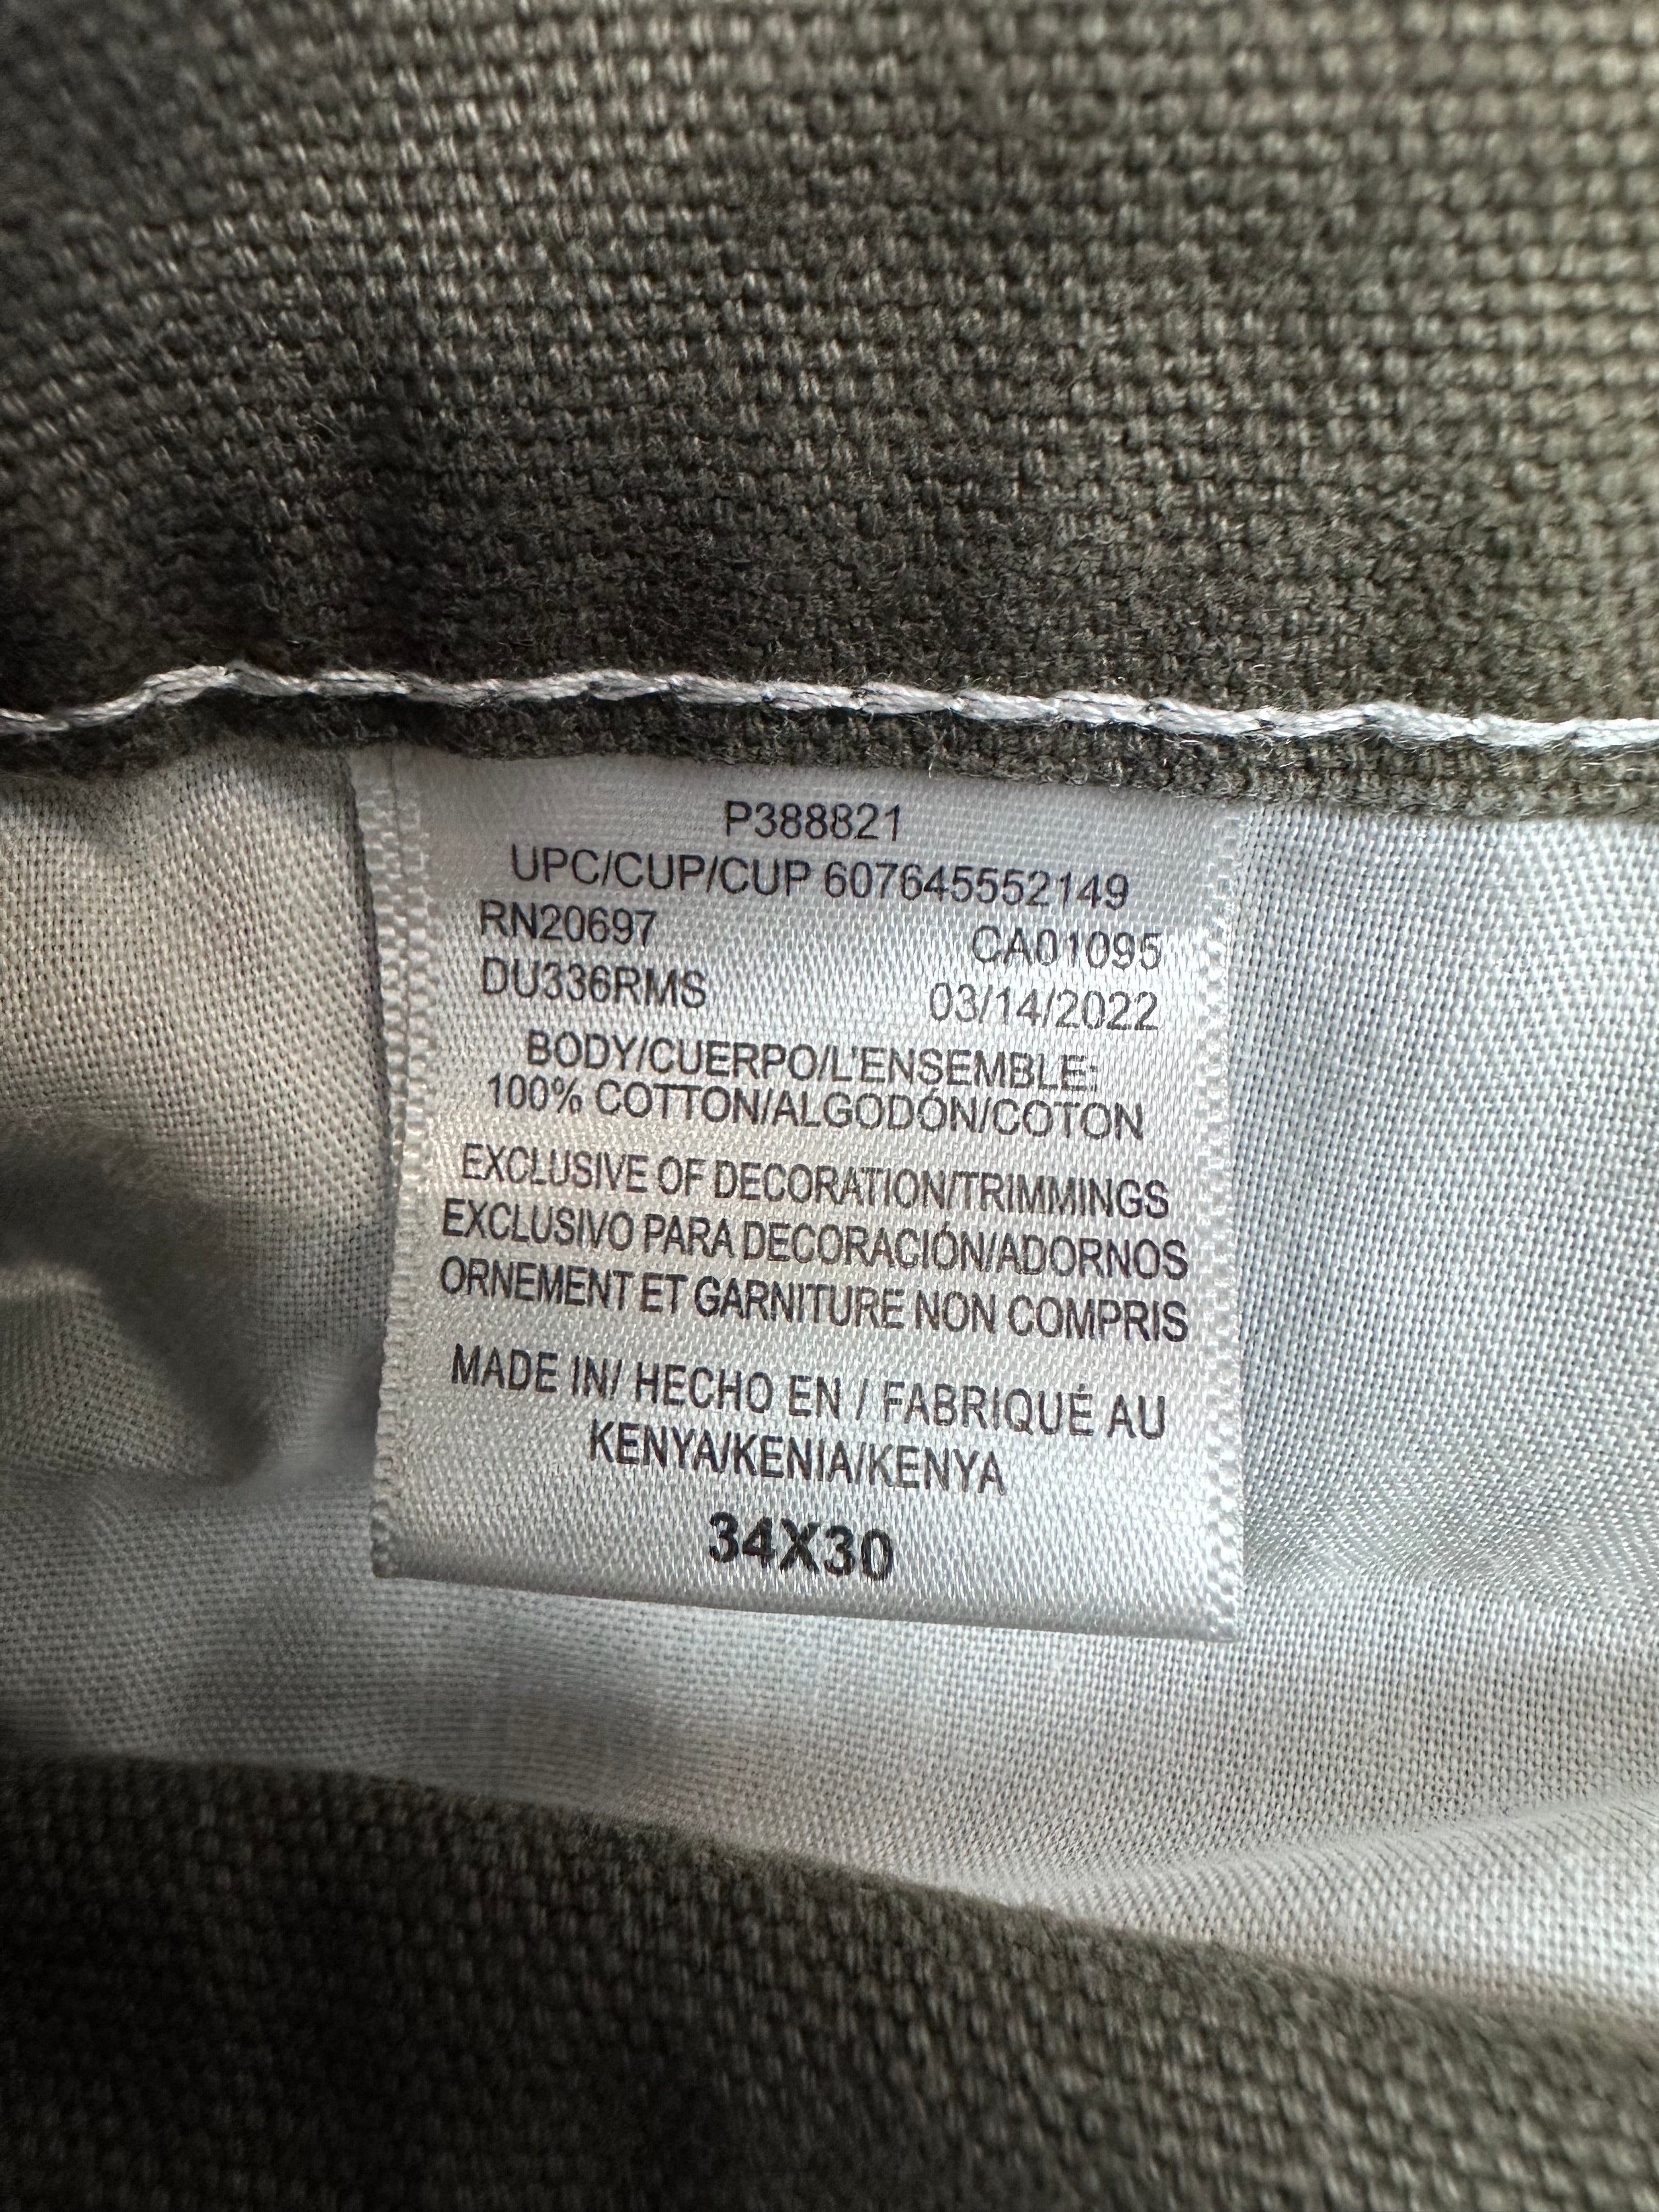 P388821
UPC/CUP/CUP 607645552149
RN20697 CA01095
DU336RMS 03/14/2022
BODY/CUERPO/L'ENSEMBLE:
100% COTTON/ALGODÓN/COTON
EXCLUSIVE OF DECORATION/TRIMMINGS
EXCLUSIVO PARA DECORACIÓN/ADORNOS
ORNEMENT ET GARNITURE NON COMPRIS
MADE IN/ HECHO EN / FABRIQUÉ AU
KENYA/KENIA/KENYA
34X30